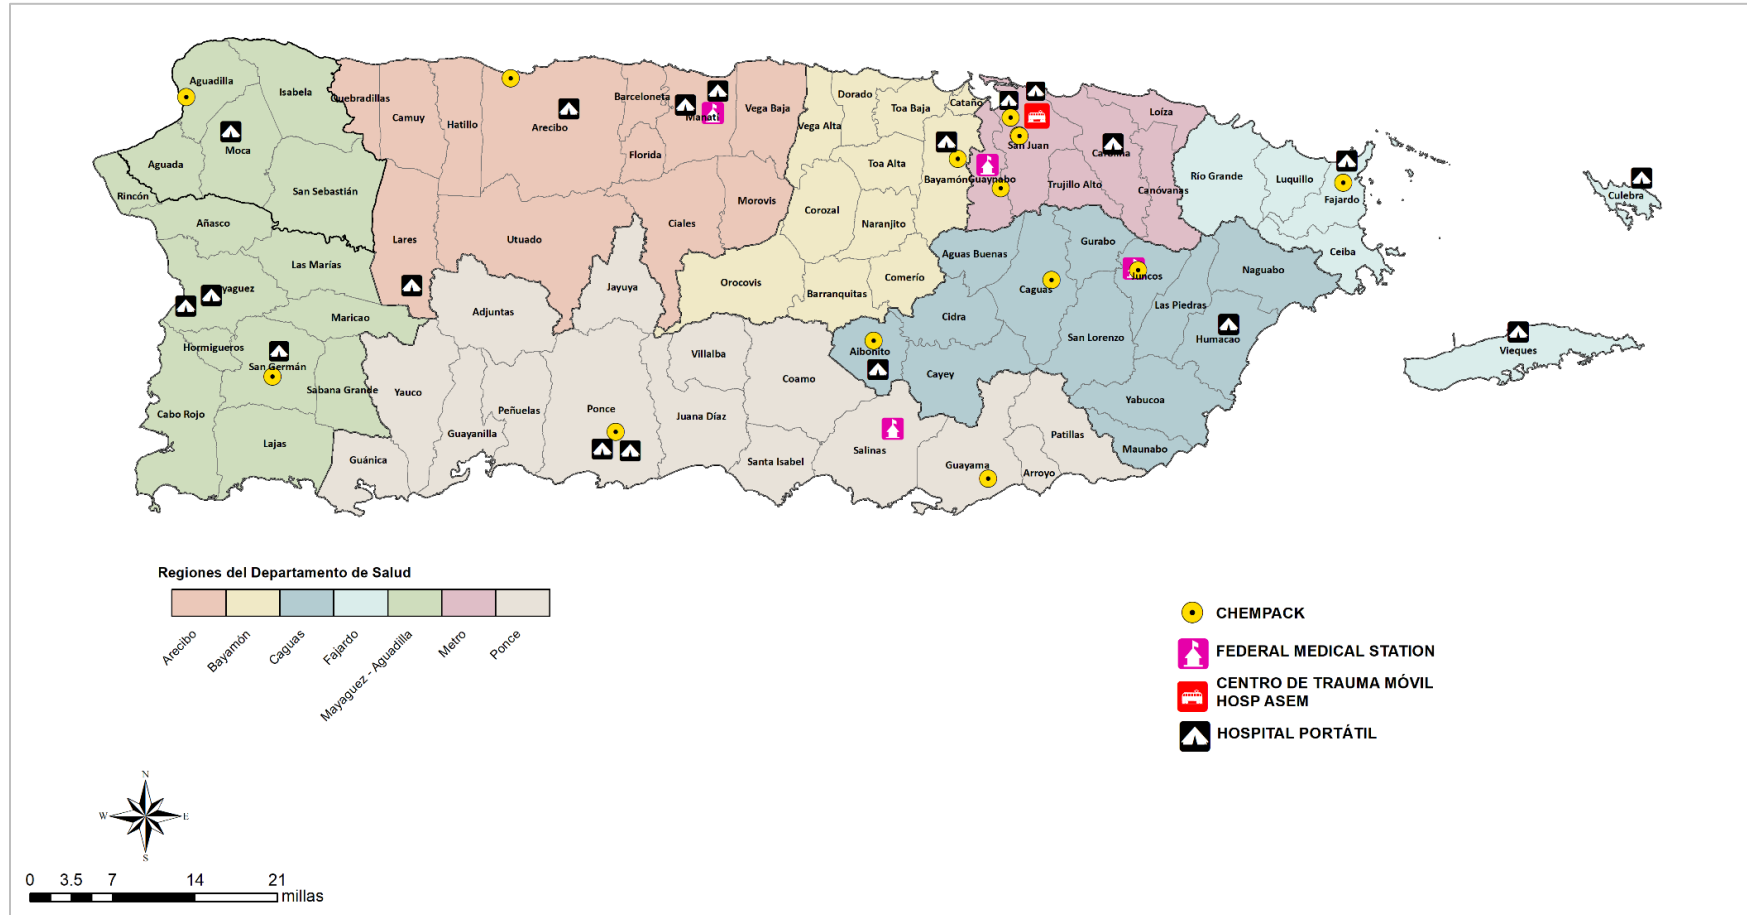 Aguadilla
Isabela
Quebradillas
Camuy
Hatillo
Arecibo
Barceloneta
Manatí
Vega Baja
Vega Alta
Dorado
Toa Baja
Cataño
San Juan
Loíza
Carolina
Moca
Aguada
Rincón
San Sebastián
Florida
Toa Alta
Bayamón
Guaynabo
Trujillo Alto
Canóvanas
Río Grande
Luquillo
Fajardo
Culebra
Añasco
Lares
Utuado
Ciales
Morovis
Corozal
Naranjito
Aguas Buenas
Gurabo
Juncos
Naguabo
Ceiba
Las Marías
yaguez
Maricao
Adjuntas
Jayuya
Orocovis
Barranquitas
Comerío
Cidra
Caguas
San Lorenzo
Las Piedras
Humacao
Vieques
Hormigueros
San Germán
Sabana Grande
Cabo Rojo
Lajas
Yauco
Guánica
Guayanilla
Peñuelas
Ponce
Villalba
Juana Díaz
Coamo
Santa Isabel
Aibonito
Cayey
Salinas
Guayama
Arroyo
Patillas
Yabucoa
Maunabo
Regiones del Departamento de Salud
Arecibo
Bayamón
Caguas
Fajardo
Mayaguez - Aguadilla
Metro
Ponce
CHEMPACK
FEDERAL MEDICAL STATION
CENTRO DE TRAUMA MÓVIL
HOSP ASEM
HOSPITAL PORTÁTIL
N
W E
S
0 3.5 7 14 21
millas